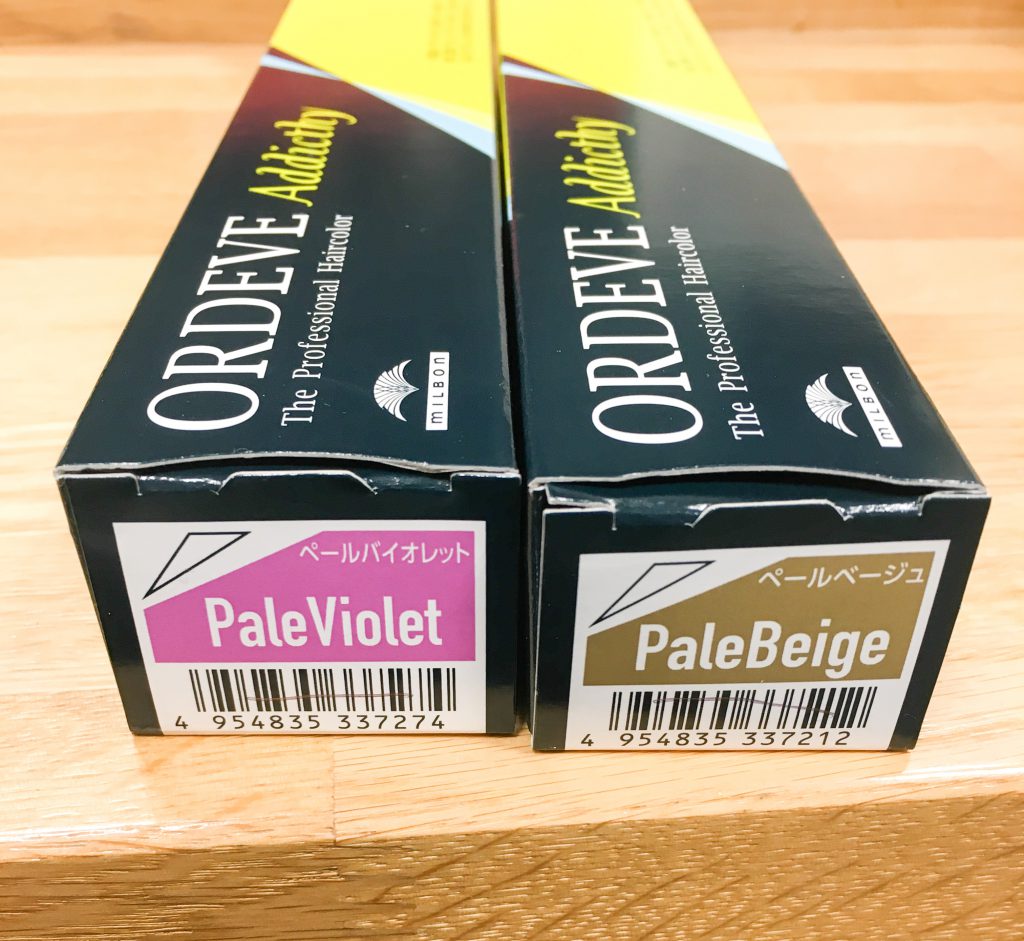 ORDEVE Addicthy
The Professional Haircolor
MILBON
ペールバイオレット
PaleViolet
4 954835 337274
ORDEVE Addicthy
The Professional Haircolor
MILBON
ペールベージュ
PaleBeige
4 954835 337212